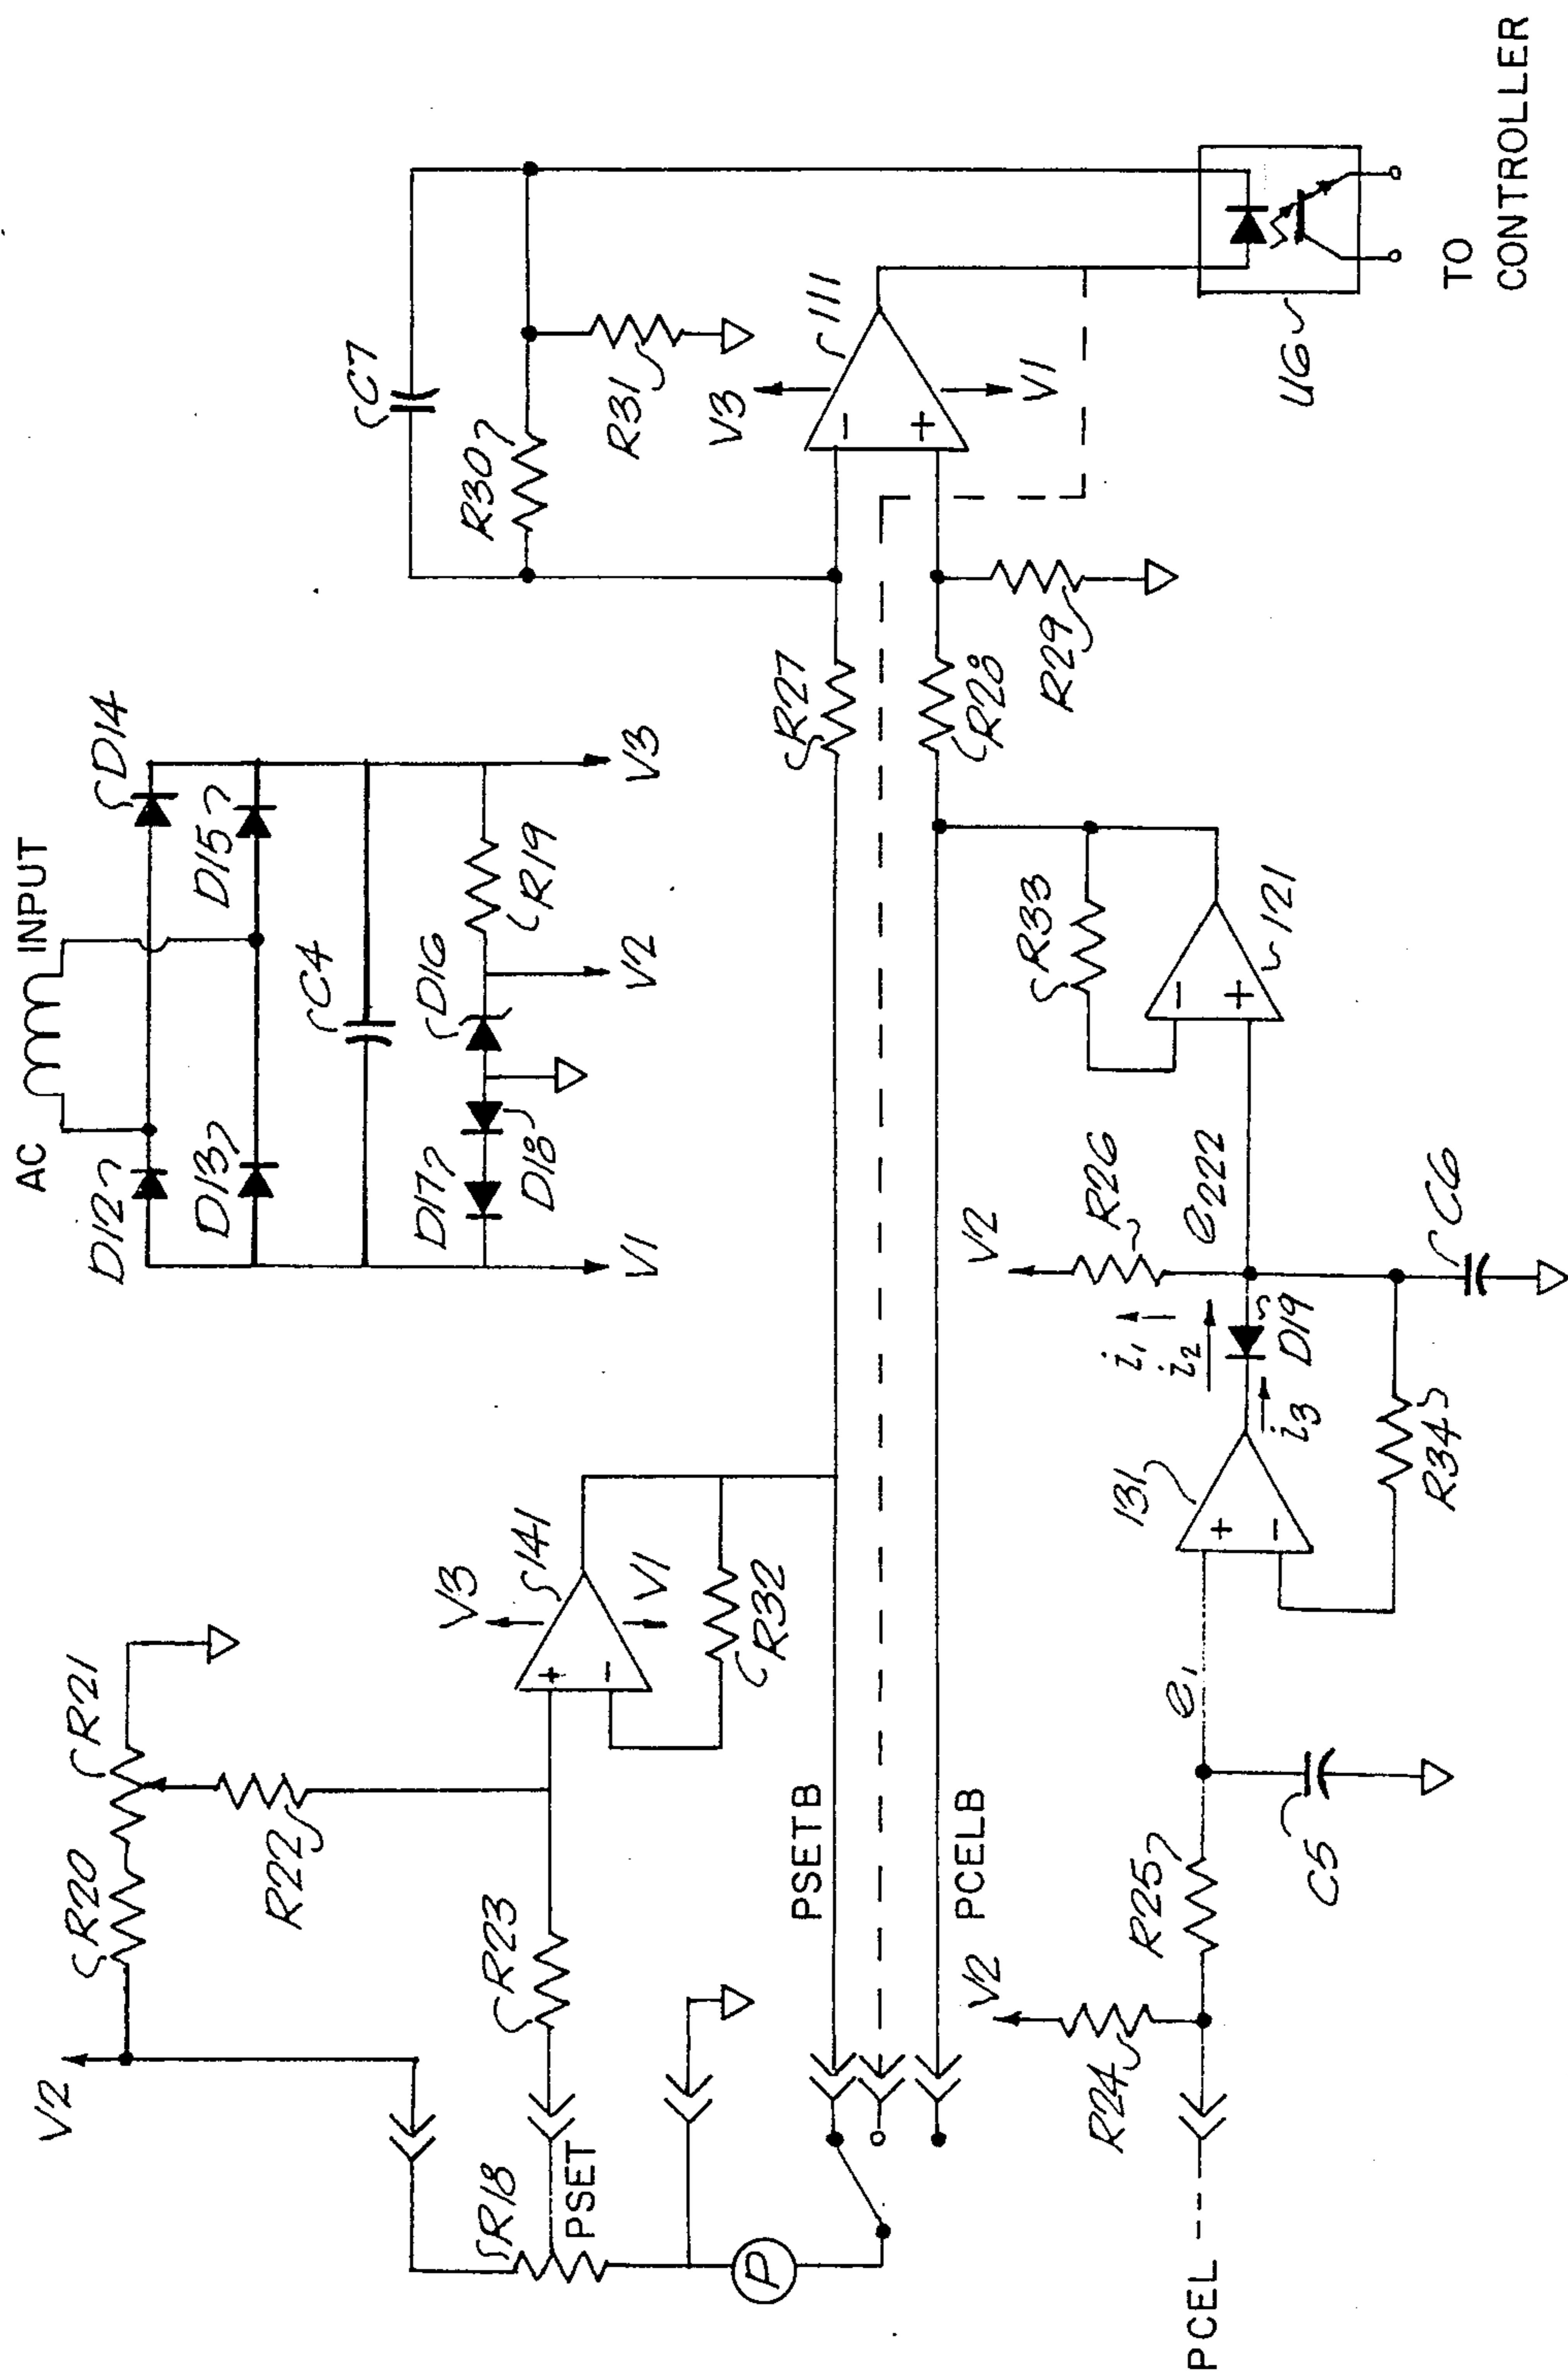 AC INPUT
V2
R20
R21
D12
D14
D13
D15
R22
C4
C7
D17
D16
V3
R18
R23
141
R30
D18
R19
PSET
V1
V1
V2
V3
R31
R32
V3
111
P
PSETB
R27
V1
PCELB
V2
V2
R28
R33
R29
R24
R25
131
i1
i2
R26
e1
e222
121
PCEL
C5
i3
D19
U6
R34
C6
TO
CONTROLLER
-
+
+
-
+
-
-
+